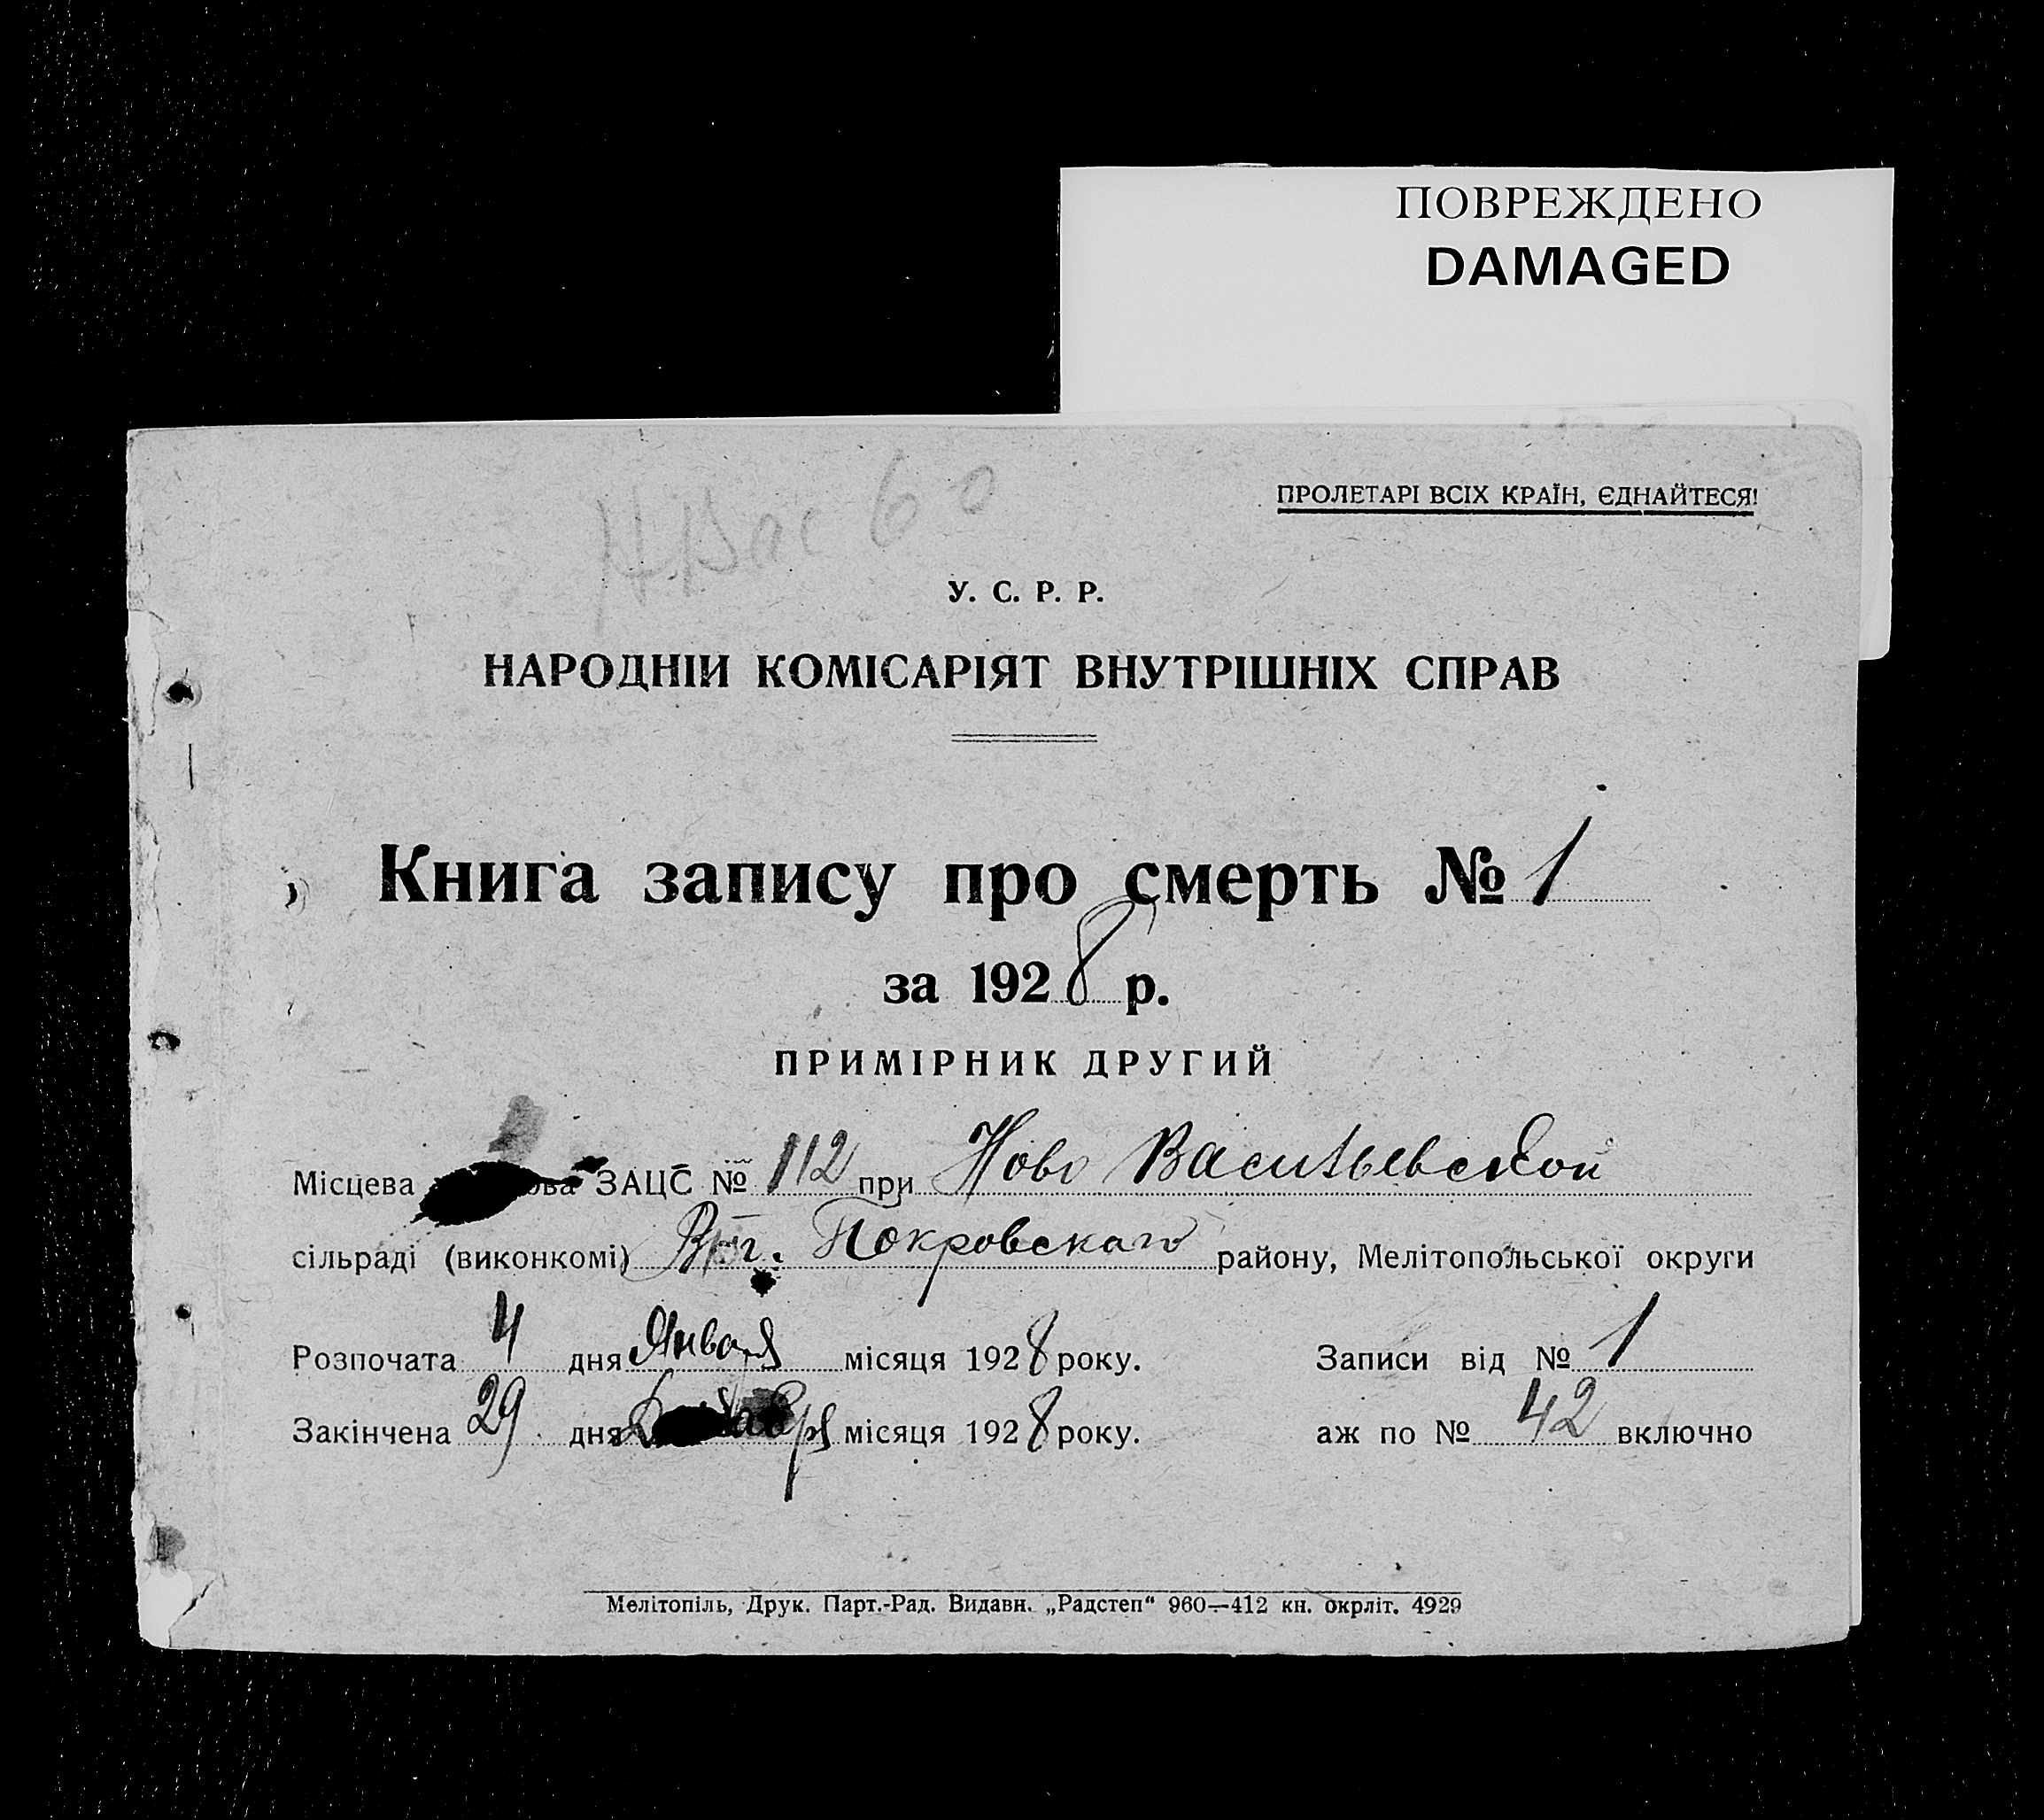 ПОВРЕЖДЕНО
DAMAGED
Н.Вас 60
ПРОЛЕТАРІ ВСІХ КРАЇН, ЄДНАЙТЕСЯ!
У. С. Р. Р.
НАРОДНІЙ КОМІСАРІЯТ ВНУТРІШНІХ СПРАВ
Книга запису про смерть № 1
за 1928 р.
ПРИМІРНИК ДРУГИЙ
Місцева ЗАЦС № 112 при Ново Васильевской
сільраді (виконкомі) Покровскаго району, Мелітопольської округи
Розпочата 4 дня Января місяця 1928 року. Записи від № 1
Закінчена 29 дня місяця 1928 року. аж по № 42 включно
Мелітопіль, Друк. Парт.-Рад. Видавн. „Радстеп“ 960—412 кн. окрліт. 4929